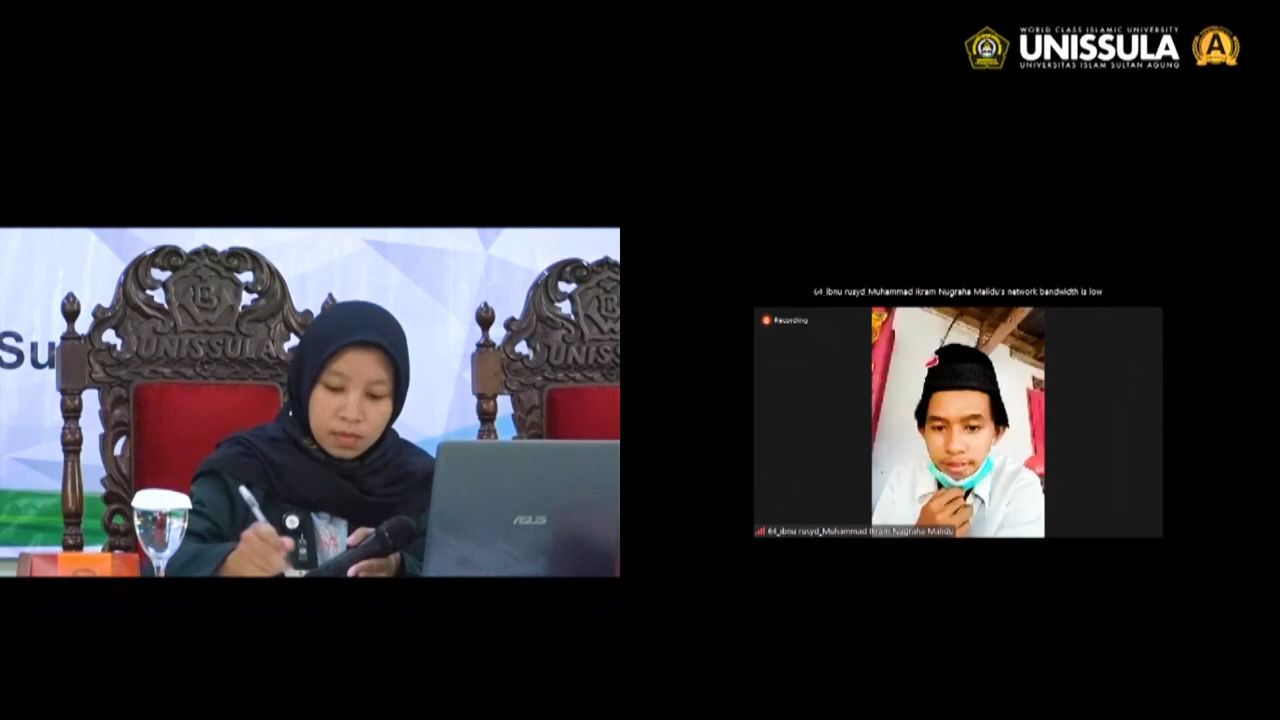 WORLD CLASS ISLAMIC UNIVERSITY
UNISSULA
UNIVERSITAS ISLAM SULTAN AGUNG
A
Su
UNISSULA
UNISS
ASUS
64_ibnu rusyd_Muhammad Ikram Nugraha Malidu's network bandwidth is low
Recording
64_ibnu rusyd_Muhammad Ikram Nugraha Malidu